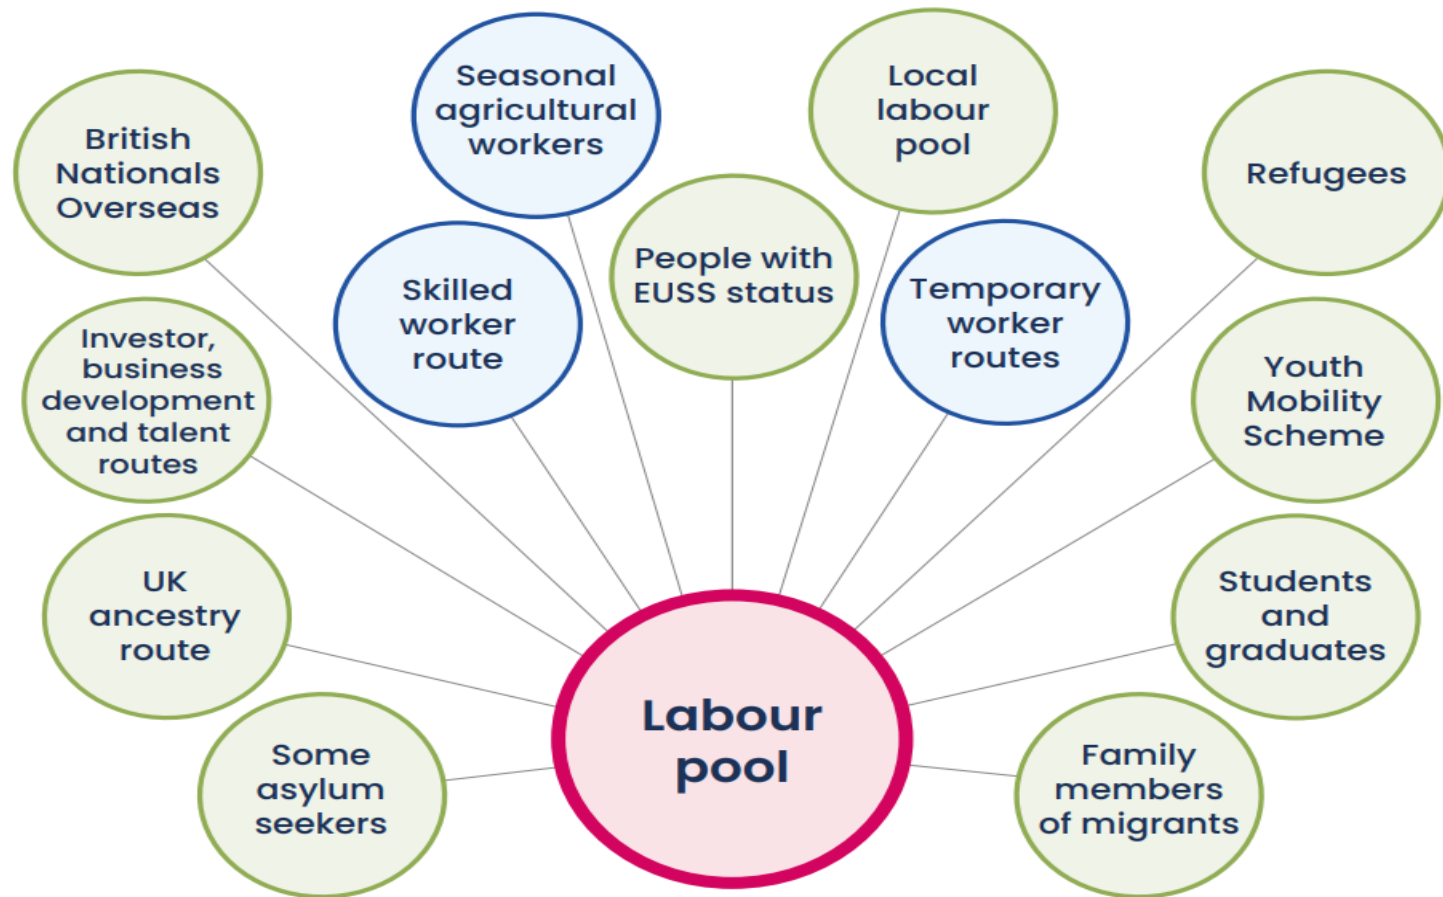 Seasonal
agricultural
workers
Local
labour
pool
British
Nationals
Overseas
Refugees
People with
EUSS status
Skilled
worker
route
Temporary
worker
routes
Investor,
business
development
and talent
routes
Youth
Mobility
Scheme
UK
ancestry
route
Students
and
graduates
Labour
pool
Some
asylum
seekers
Family
members
of migrants